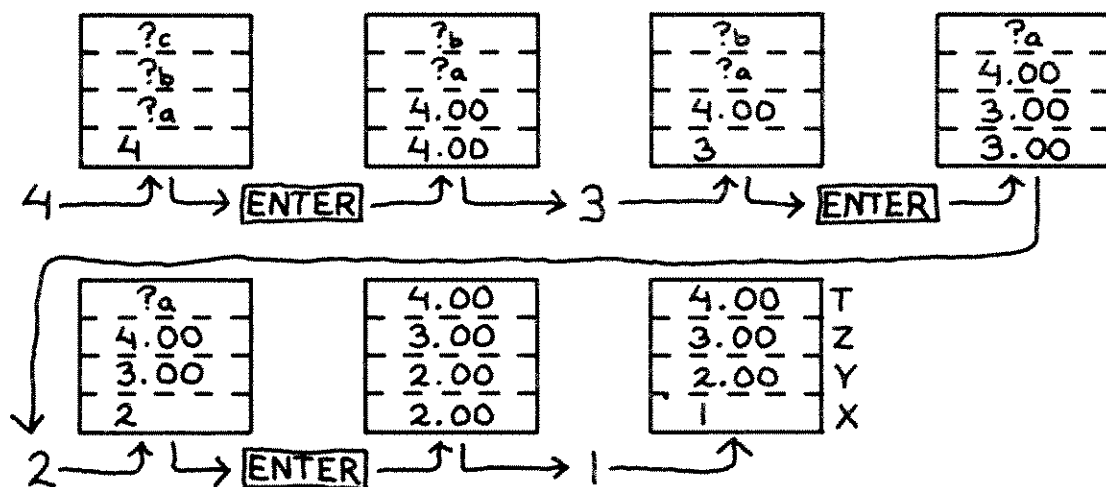 ?c ?b ?b ?a
?b ?a ?a 4.00
?a 4.00 4.00 3.00
4 4.00 3 3.00
4 ENTER 3 ENTER
?a 4.00 4.00 T
4.00 3.00 3.00 Z
3.00 2.00 2.00 Y
2 2.00 1 X
2 ENTER 1